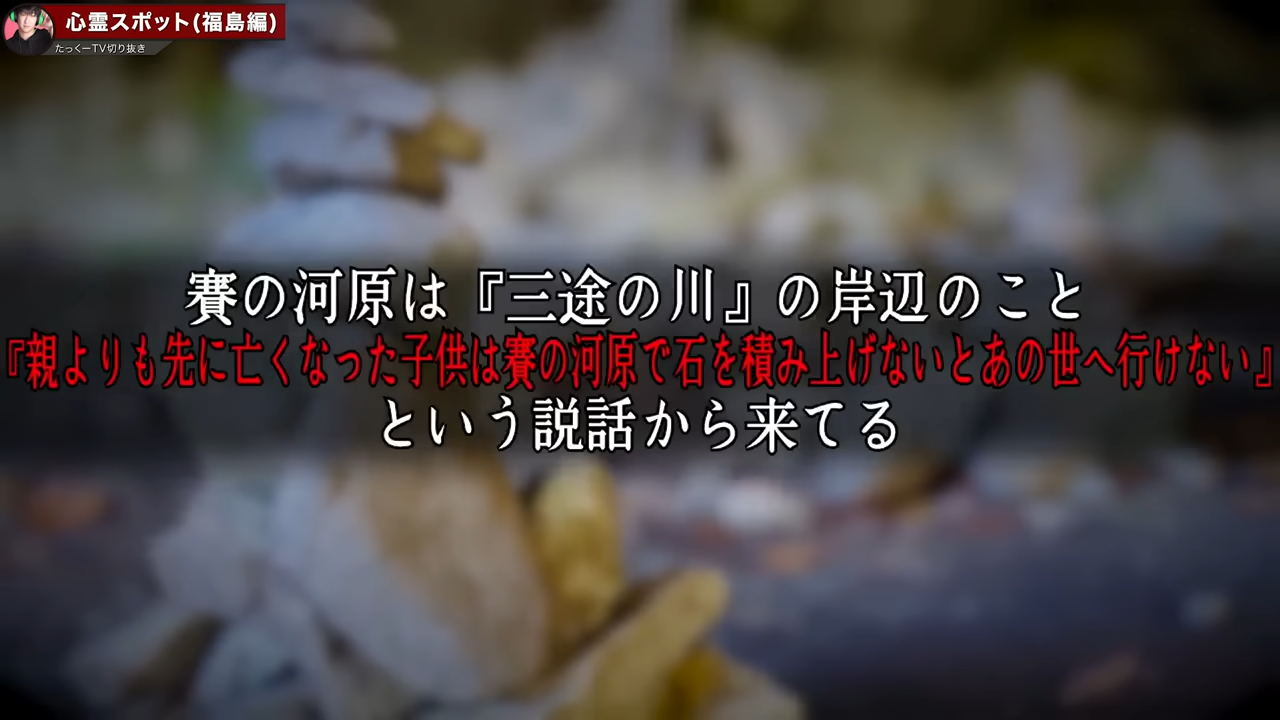 心霊スポット(福島編)
たっくーTV切り抜き
賽の河原は『三途の川』の岸辺のこと
『親よりも先に亡くなった子供は賽の河原で石を積み上げないとあの世へ行けない』
という説話から来てる